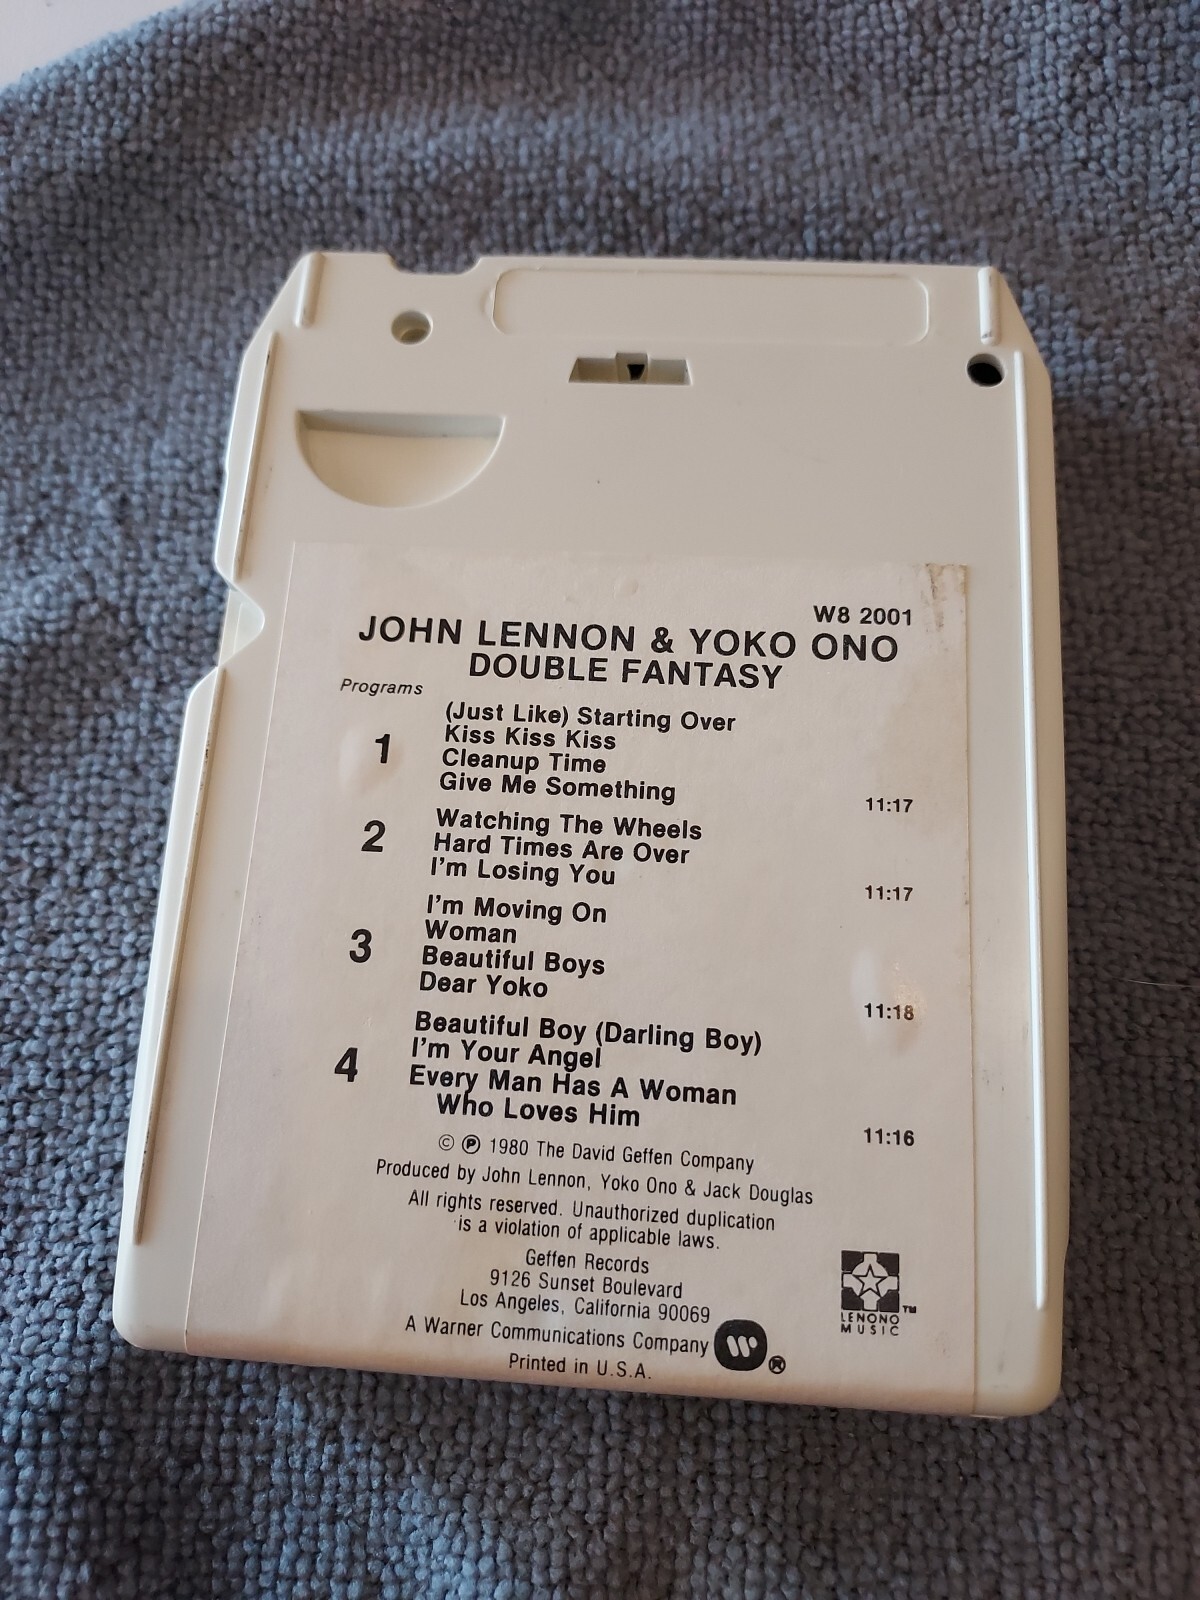 W8 2001
JOHN LENNON & YOKO ONO
DOUBLE FANTASY
Programs
1
(Just Like) Starting Over
Kiss Kiss Kiss
Cleanup Time
Give Me Something
11:17
2
Watching The Wheels
Hard Times Are Over
I'm Losing You
11:17
3
I'm Moving On
Woman
Beautiful Boys
Dear Yoko
11:18
4
Beautiful Boy (Darling Boy)
I'm Your Angel
Every Man Has A Woman
Who Loves Him
11:16
© ℗ 1980 The David Geffen Company
Produced by John Lennon, Yoko Ono & Jack Douglas
All rights reserved. Unauthorized duplication
is a violation of applicable laws.
Geffen Records
9126 Sunset Boulevard
Los Angeles, California 90069
A Warner Communications Company W ®
Printed in U.S.A.
LENONO ™
MUSIC